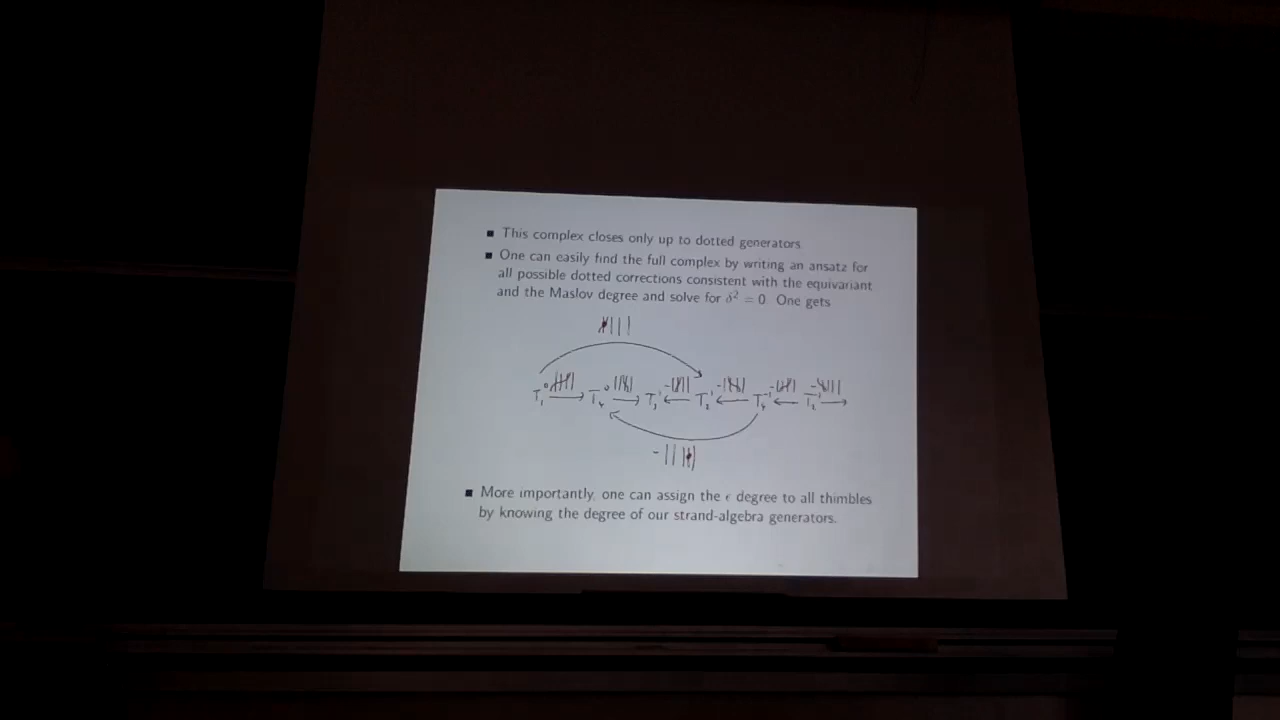 This complex closes only up to dotted generators
One can easily find the full complex by writing an ansatz for
all possible dotted corrections consistent with the equivariant
and the Maslov degree and solve for δ² = 0. One gets
More importantly, one can assign the ϵ degree to all thimbles
by knowing the degree of our strand-algebra generators.